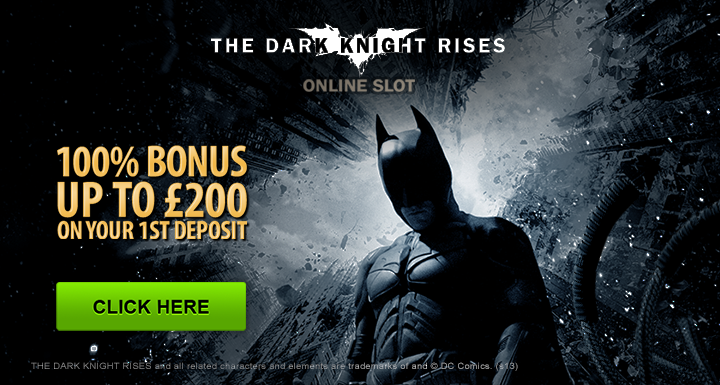 THE DARK KNIGHT RISES
ONLINE SLOT
100% BONUS
UP TO £200
ON YOUR 1ST DEPOSIT
CLICK HERE
THE DARK KNIGHT RISES and all related characters and elements are trademarks of and © DC Comics. (s13)